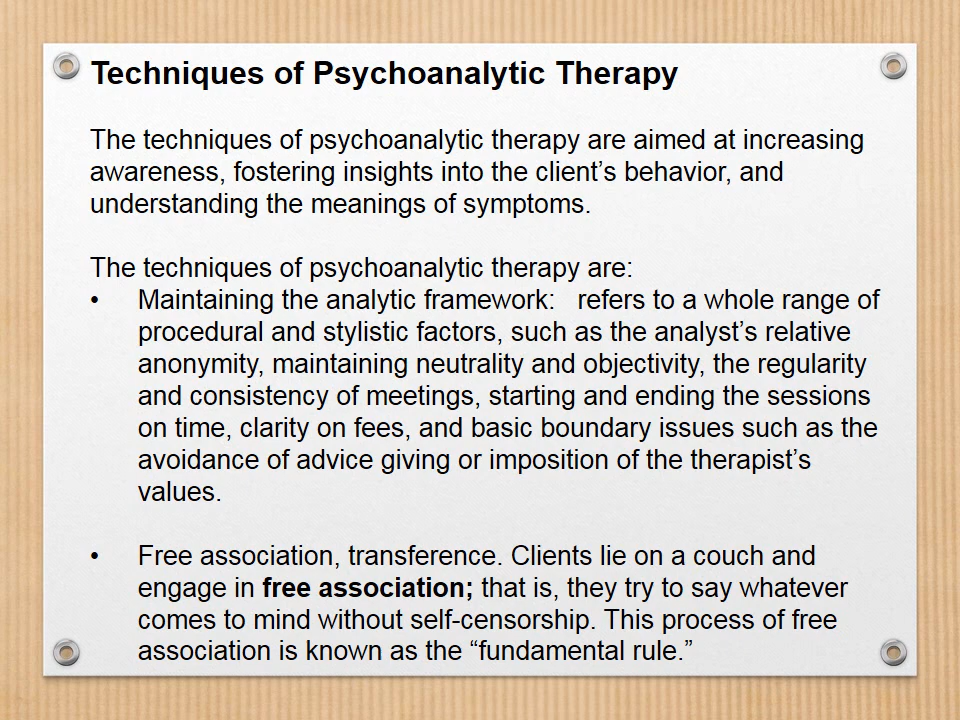 Techniques of Psychoanalytic Therapy
The techniques of psychoanalytic therapy are aimed at increasing
awareness, fostering insights into the client’s behavior, and
understanding the meanings of symptoms.
The techniques of psychoanalytic therapy are:
• Maintaining the analytic framework:   refers to a whole range of
procedural and stylistic factors, such as the analyst’s relative
anonymity, maintaining neutrality and objectivity, the regularity
and consistency of meetings, starting and ending the sessions
on time, clarity on fees, and basic boundary issues such as the
avoidance of advice giving or imposition of the therapist’s
values.
• Free association, transference. Clients lie on a couch and
engage in free association; that is, they try to say whatever
comes to mind without self-censorship. This process of free
association is known as the “fundamental rule.”